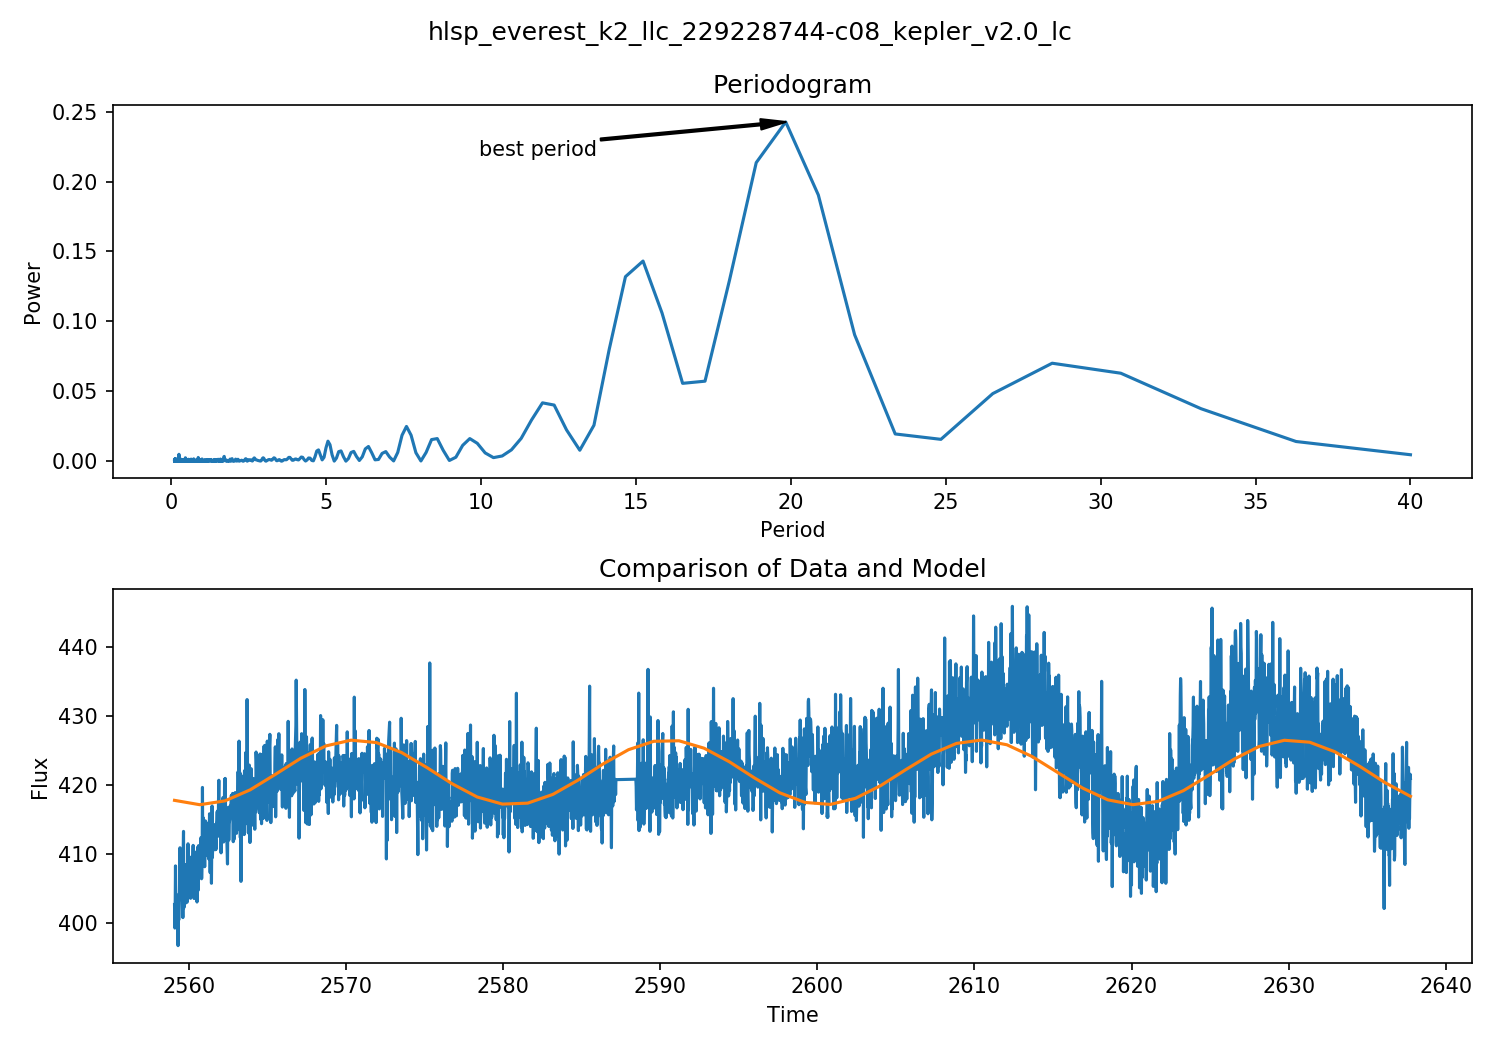 hlsp_everest_k2_llc_229228744-c08_kepler_v2.0_lc
Periodogram
0.25
0.20
0.15
0.10
0.05
0.00
Power
best period
0 5 10 15 20 25 30 35 40
Period
Comparison of Data and Model
440
430
420
410
400
Flux
2560 2570 2580 2590 2600 2610 2620 2630 2640
Time